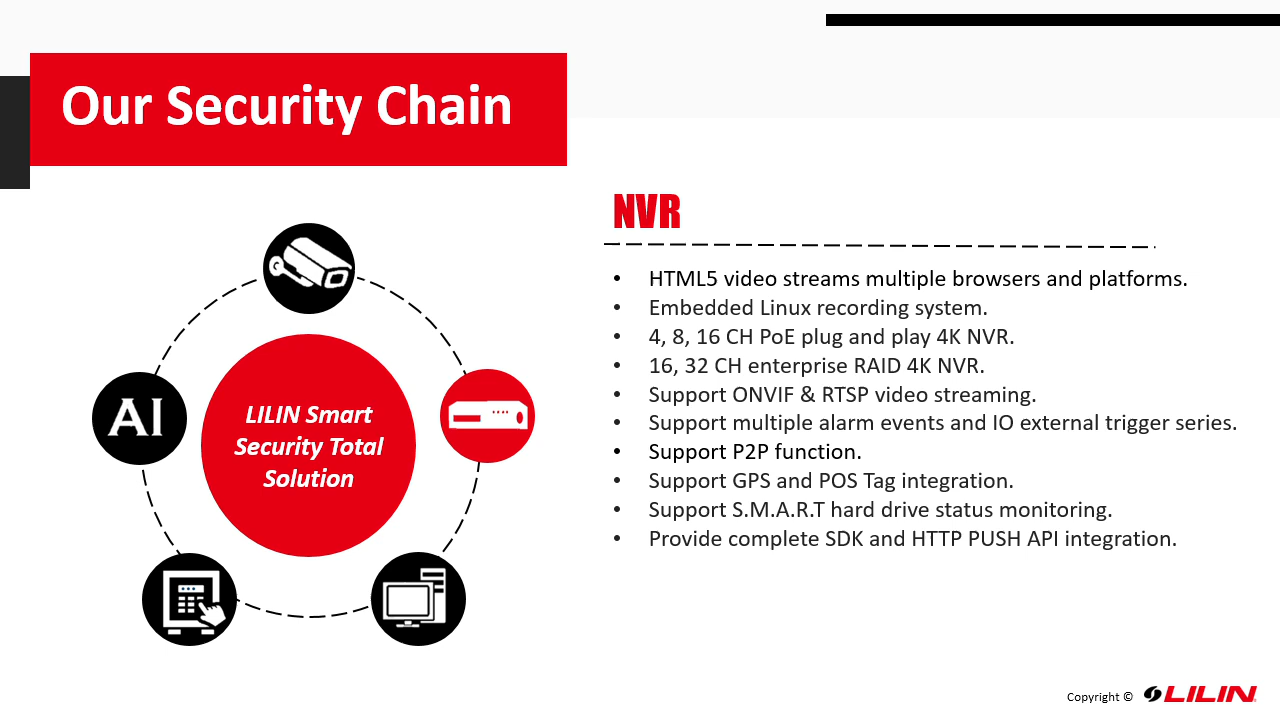 Our Security Chain
NVR
• HTML5 video streams multiple browsers and platforms.
• Embedded Linux recording system.
• 4, 8, 16 CH PoE plug and play 4K NVR.
• 16, 32 CH enterprise RAID 4K NVR.
• Support ONVIF & RTSP video streaming.
• Support multiple alarm events and IO external trigger series.
• Support P2P function.
• Support GPS and POS Tag integration.
• Support S.M.A.R.T hard drive status monitoring.
• Provide complete SDK and HTTP PUSH API integration.
AI
LILIN Smart
Security Total
Solution
Copyright © LILIN